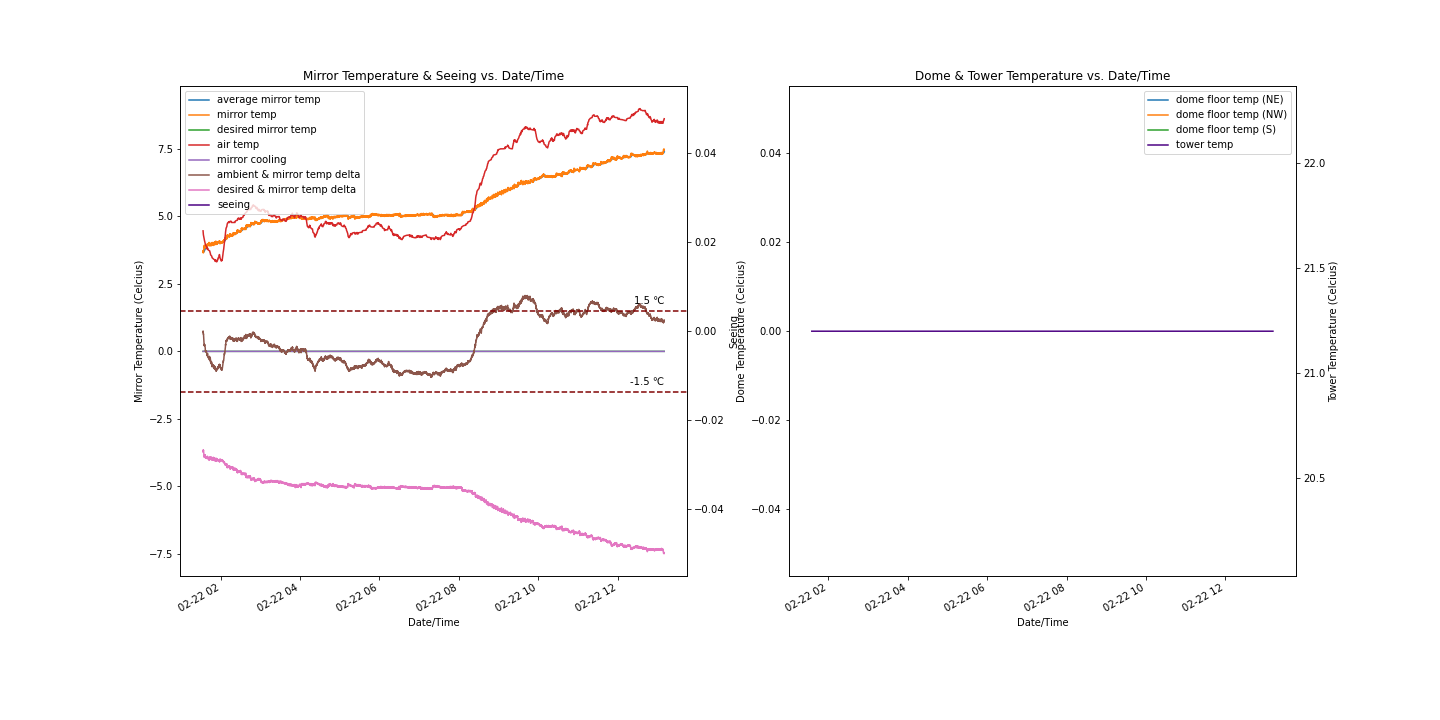 Mirror Temperature & Seeing vs. Date/Time
average mirror temp
mirror temp
desired mirror temp
air temp
mirror cooling
ambient & mirror temp delta
desired & mirror temp delta
seeing
7.5
5.0
2.5
0.0
−2.5
−5.0
−7.5
Mirror Temperature (Celcius)
1.5 °C
-1.5 °C
0.04
0.02
0.00
−0.02
−0.04
Seeing
02-22 02
02-22 04
02-22 06
02-22 08
02-22 10
02-22 12
Date/Time
Dome & Tower Temperature vs. Date/Time
dome floor temp (NE)
dome floor temp (NW)
dome floor temp (S)
tower temp
0.04
0.02
0.00
−0.02
−0.04
Dome Temperature (Celcius)
22.0
21.5
21.0
20.5
Tower Temperature (Celcius)
02-22 02
02-22 04
02-22 06
02-22 08
02-22 10
02-22 12
Date/Time